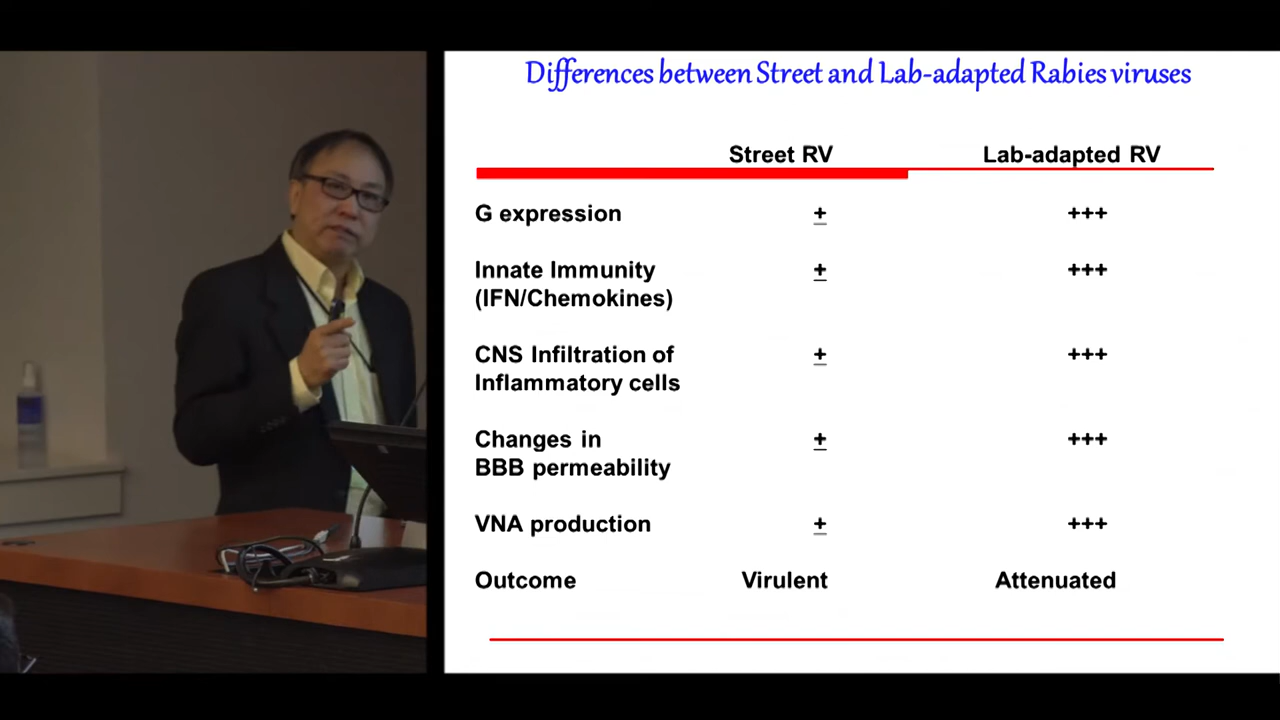 Differences between Street and Lab-adapted Rabies viruses
Street RV Lab-adapted RV
G expression ± +++
Innate Immunity ± +++
(IFN/Chemokines)
CNS Infiltration of ± +++
Inflammatory cells
Changes in ± +++
BBB permeability
VNA production ± +++
Outcome Virulent Attenuated